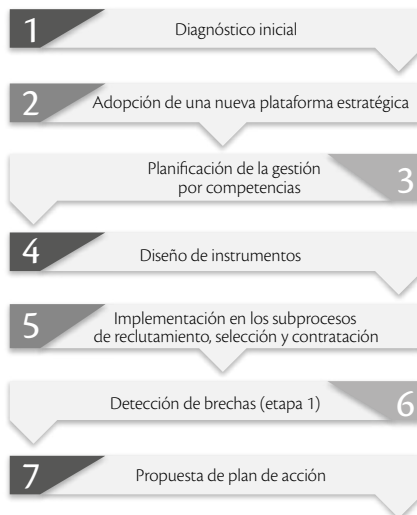 1
Diagnóstico inicial
2
Adopción de una nueva plataforma estratégica
Planificación de la gestión
por competencias
3
4
Diseño de instrumentos
5
Implementación en los subprocesos
de reclutamiento, selección y contratación
Detección de brechas (etapa 1)
6
7
Propuesta de plan de acción